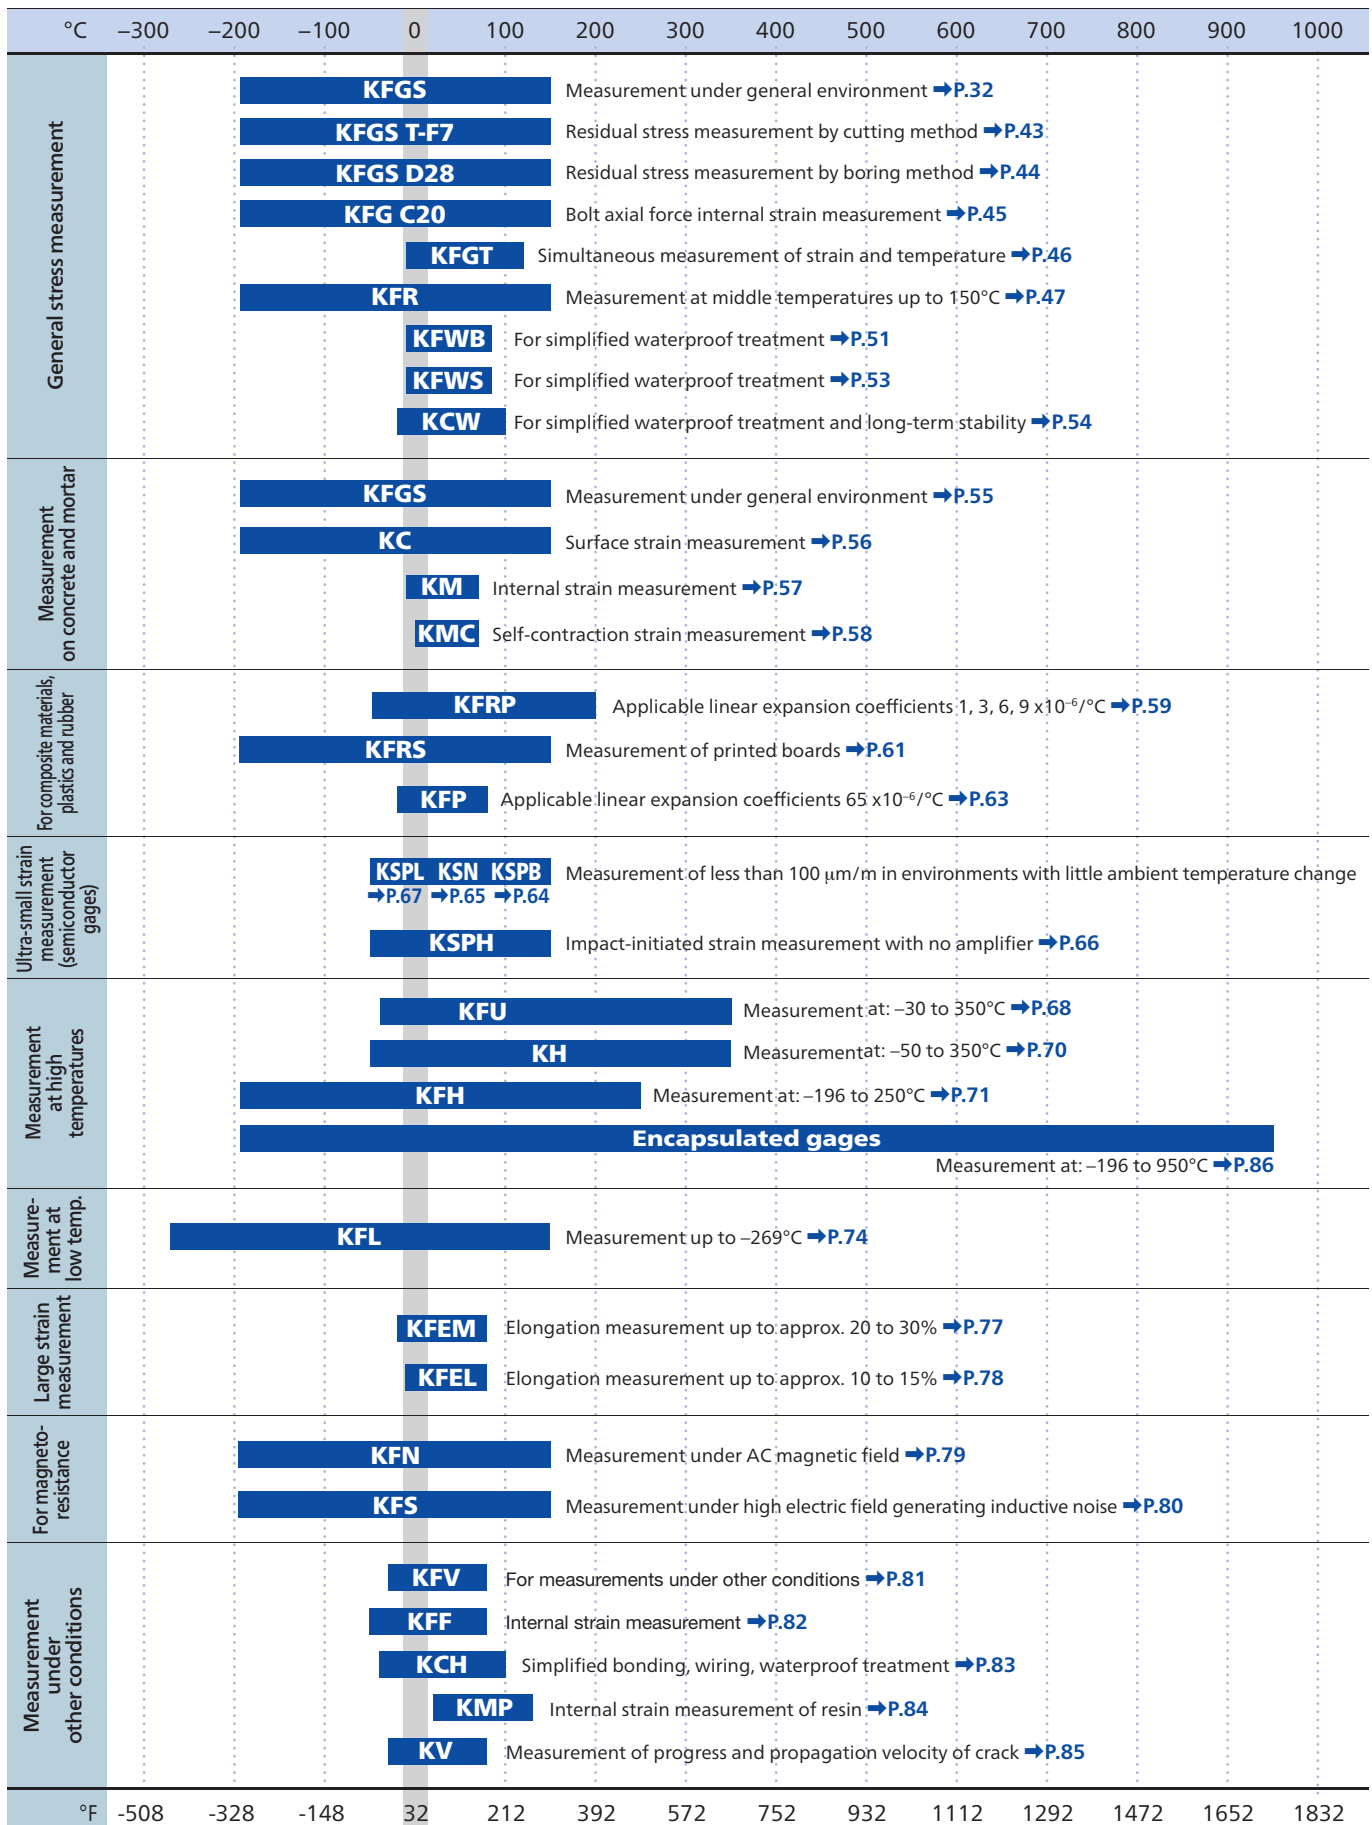 °C –300 –200 –100 0 100 200 300 400 500 600 700 800 900 1000
General stress measurement
KFGS Measurement under general environment ➡P.32
KFGS T-F7 Residual stress measurement by cutting method ➡P.43
KFGS D28 Residual stress measurement by boring method ➡P.44
KFG C20 Bolt axial force internal strain measurement ➡P.45
KFGT Simultaneous measurement of strain and temperature ➡P.46
KFR Measurement at middle temperatures up to 150°C ➡P.47
KFWB For simplified waterproof treatment ➡P.51
KFWS For simplified waterproof treatment ➡P.53
KCW For simplified waterproof treatment and long-term stability ➡P.54
Measurement
on concrete and mortar
KFGS Measurement under general environment ➡P.55
KC Surface strain measurement ➡P.56
KM Internal strain measurement ➡P.57
KMC Self-contraction strain measurement ➡P.58
For composite materials,
plastics and rubber
KFRP Applicable linear expansion coefficients 1, 3, 6, 9 x10⁻⁶/°C ➡P.59
KFRS Measurement of printed boards ➡P.61
KFP Applicable linear expansion coefficients 65 x10⁻⁶/°C ➡P.63
Ultra-small strain
measurement
(semiconductor
gages)
KSPL KSN KSPB Measurement of less than 100 μm/m in environments with little ambient temperature change
➡P.67 ➡P.65 ➡P.64
KSPH Impact-initiated strain measurement with no amplifier ➡P.66
Measurement
at high
temperatures
KFU Measurement at: –30 to 350°C ➡P.68
KH Measurement at: –50 to 350°C ➡P.70
KFH Measurement at: –196 to 250°C ➡P.71
Encapsulated gages
Measurement at: –196 to 950°C ➡P.86
Measure-
ment at
low temp.
KFL Measurement up to –269°C ➡P.74
Large strain
measurement
KFEM Elongation measurement up to approx. 20 to 30% ➡P.77
KFEL Elongation measurement up to approx. 10 to 15% ➡P.78
For magneto-
resistance
KFN Measurement under AC magnetic field ➡P.79
KFS Measurement under high electric field generating inductive noise ➡P.80
Measurement
under
other conditions
KFV For measurements under other conditions ➡P.81
KFF Internal strain measurement ➡P.82
KCH Simplified bonding, wiring, waterproof treatment ➡P.83
KMP Internal strain measurement of resin ➡P.84
KV Measurement of progress and propagation velocity of crack ➡P.85
°F -508 -328 -148 32 212 392 572 752 932 1112 1292 1472 1652 1832